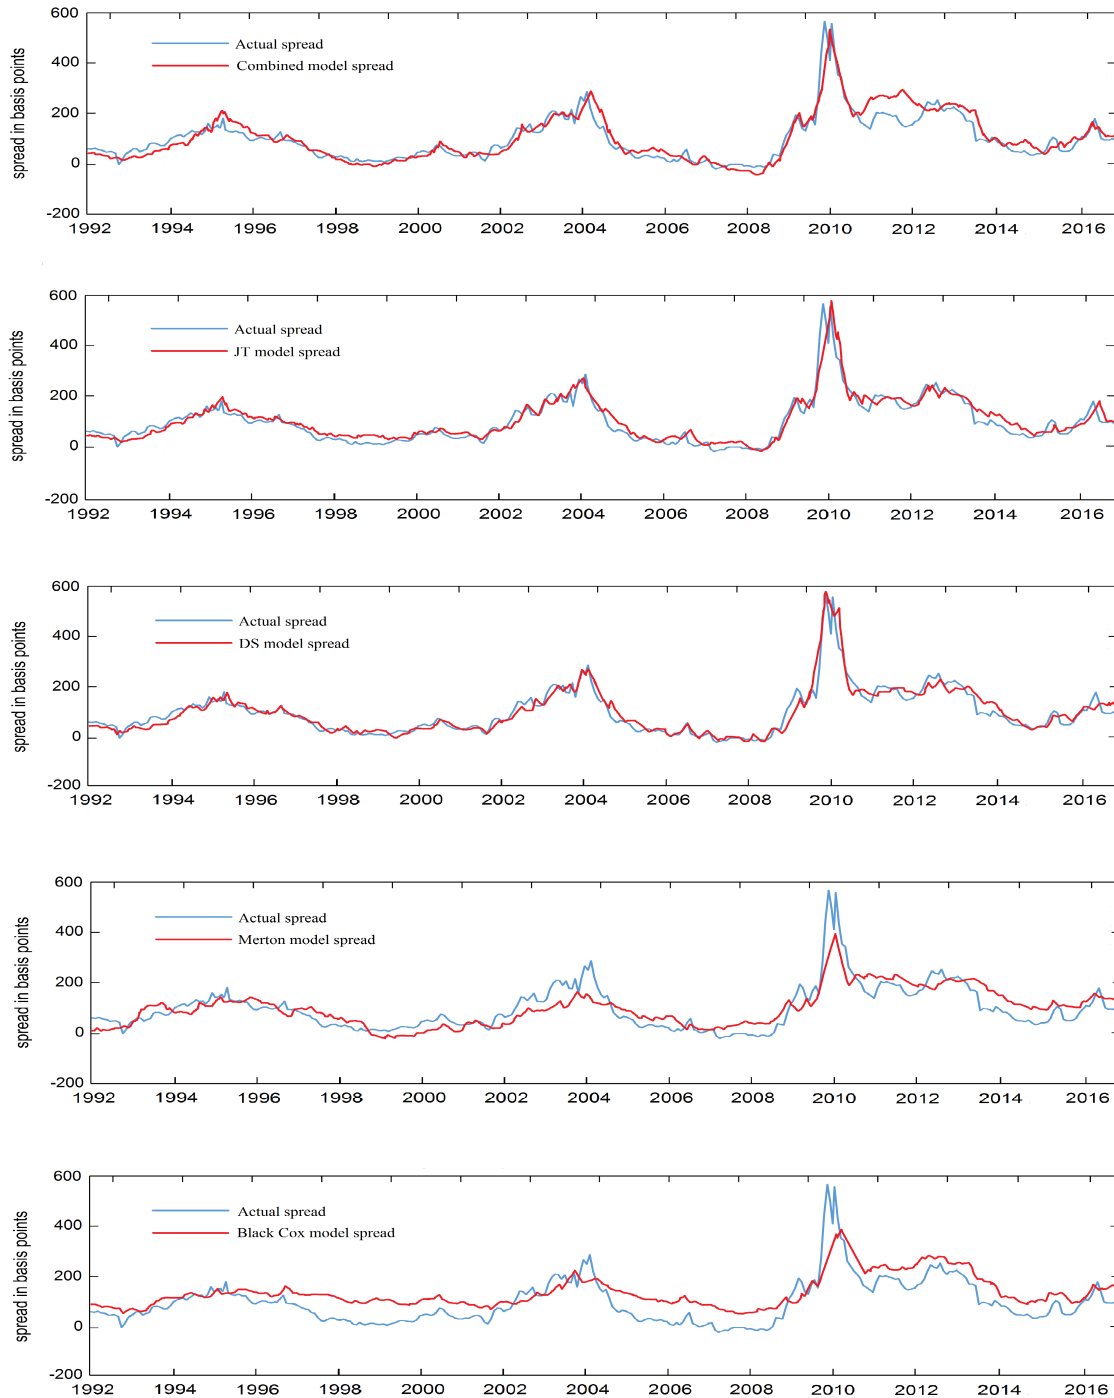 600
400
200
0
-200
spread in basis points
Actual spread
Combined model spread
1992 1994 1996 1998 2000 2002 2004 2006 2008 2010 2012 2014 2016
600
400
200
0
-200
spread in basis points
Actual spread
JT model spread
1992 1994 1996 1998 2000 2002 2004 2006 2008 2010 2012 2014 2016
600
400
200
0
-200
spread in basis points
Actual spread
DS model spread
1992 1994 1996 1998 2000 2002 2004 2006 2008 2010 2012 2014 2016
600
400
200
0
-200
spread in basis points
Actual spread
Merton model spread
1992 1994 1996 1998 2000 2002 2004 2006 2008 2010 2012 2014 2016
600
400
200
0
-200
spread in basis points
Actual spread
Black Cox model spread
1992 1994 1996 1998 2000 2002 2004 2006 2008 2010 2012 2014 2016